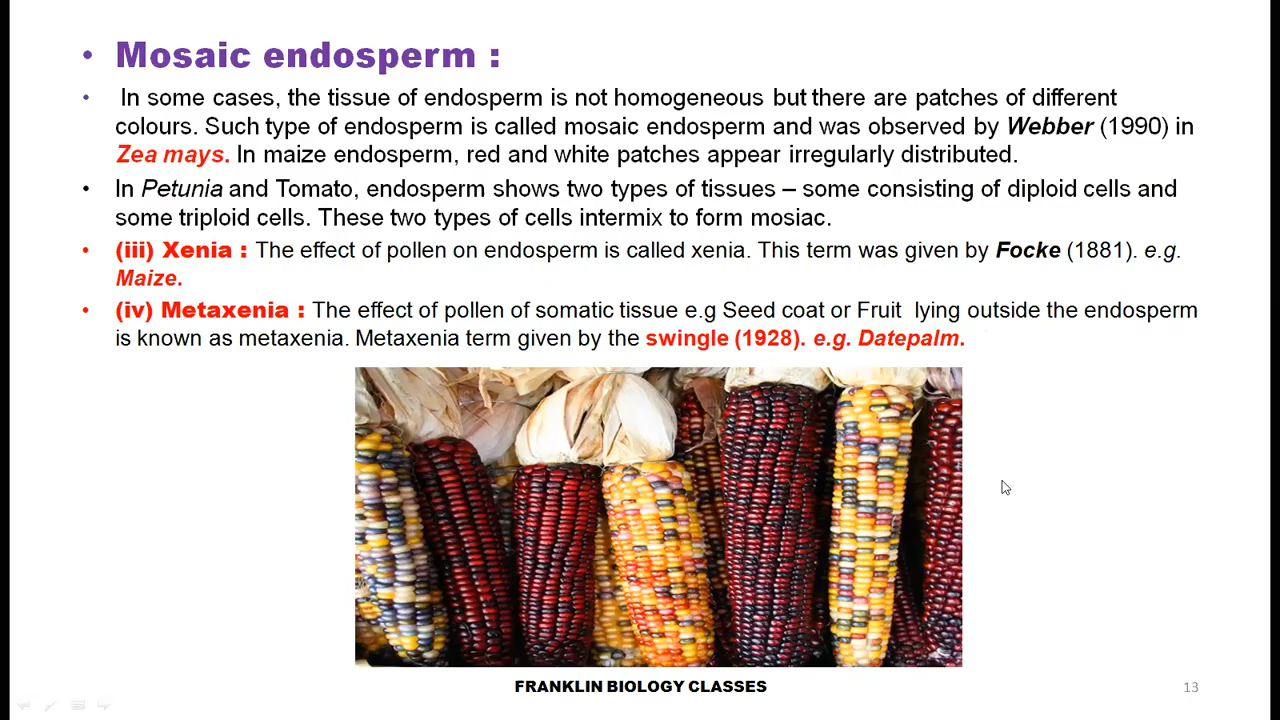 • Mosaic endosperm :
• In some cases, the tissue of endosperm is not homogeneous but there are patches of different
colours. Such type of endosperm is called mosaic endosperm and was observed by Webber (1990) in
Zea mays. In maize endosperm, red and white patches appear irregularly distributed.
• In Petunia and Tomato, endosperm shows two types of tissues – some consisting of diploid cells and
some triploid cells. These two types of cells intermix to form mosiac.
• (iii) Xenia : The effect of pollen on endosperm is called xenia. This term was given by Focke (1881). e.g.
Maize.
• (iv) Metaxenia : The effect of pollen of somatic tissue e.g Seed coat or Fruit lying outside the endosperm
is known as metaxenia. Metaxenia term given by the swingle (1928). e.g. Datepalm.
FRANKLIN BIOLOGY CLASSES
13